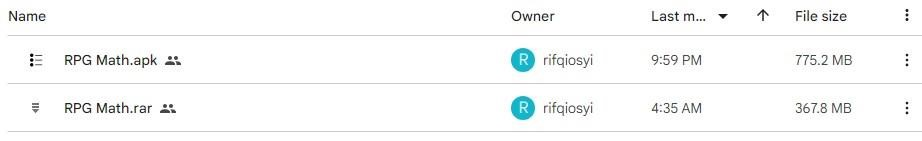 Name Owner Last m... File size
RPG Math.apk R rifqiosyi 9:59 PM 775.2 MB
RPG Math.rar R rifqiosyi 4:35 AM 367.8 MB